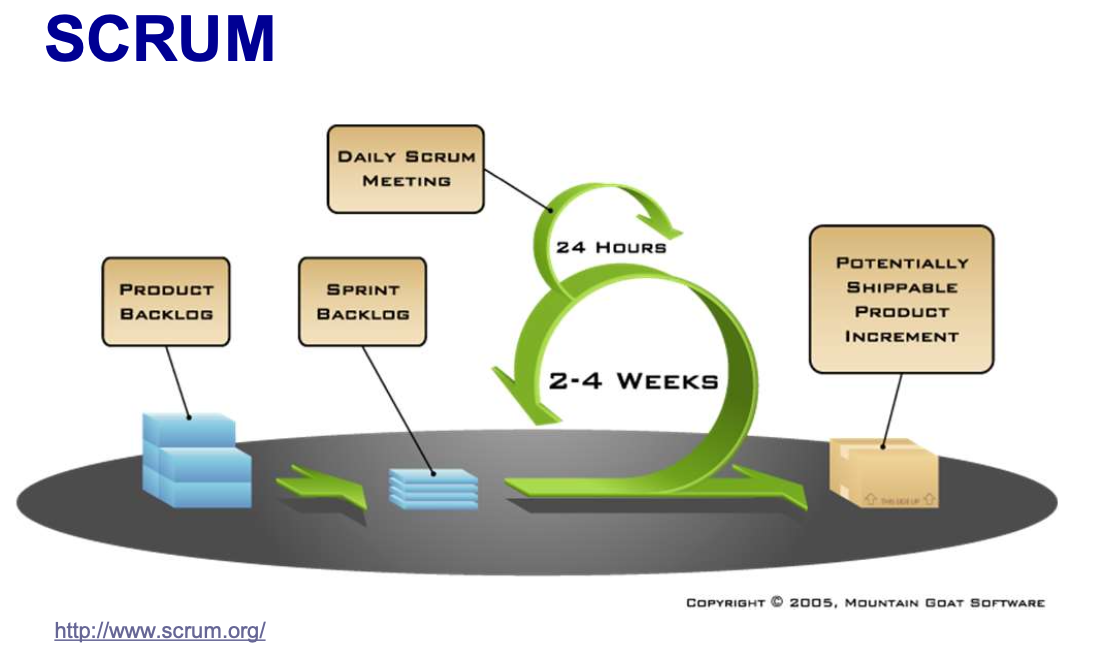 SCRUM
DAILY SCRUM
MEETING
24 HOURS
PRODUCT
BACKLOG
SPRINT
BACKLOG
POTENTIALLY
SHIPPABLE
PRODUCT
INCREMENT
2-4 WEEKS
THIS SIDE UP
COPYRIGHT © 2005, MOUNTAIN GOAT SOFTWARE
http://www.scrum.org/